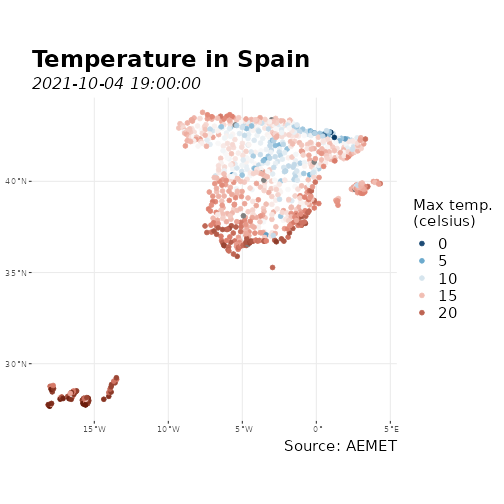 Temperature in Spain
2021-10-04 19:00:00
40°N
35°N
30°N
15°W
10°W
5°W
0°
5°E
Max temp.
(celsius)
0
5
10
15
20
Source: AEMET